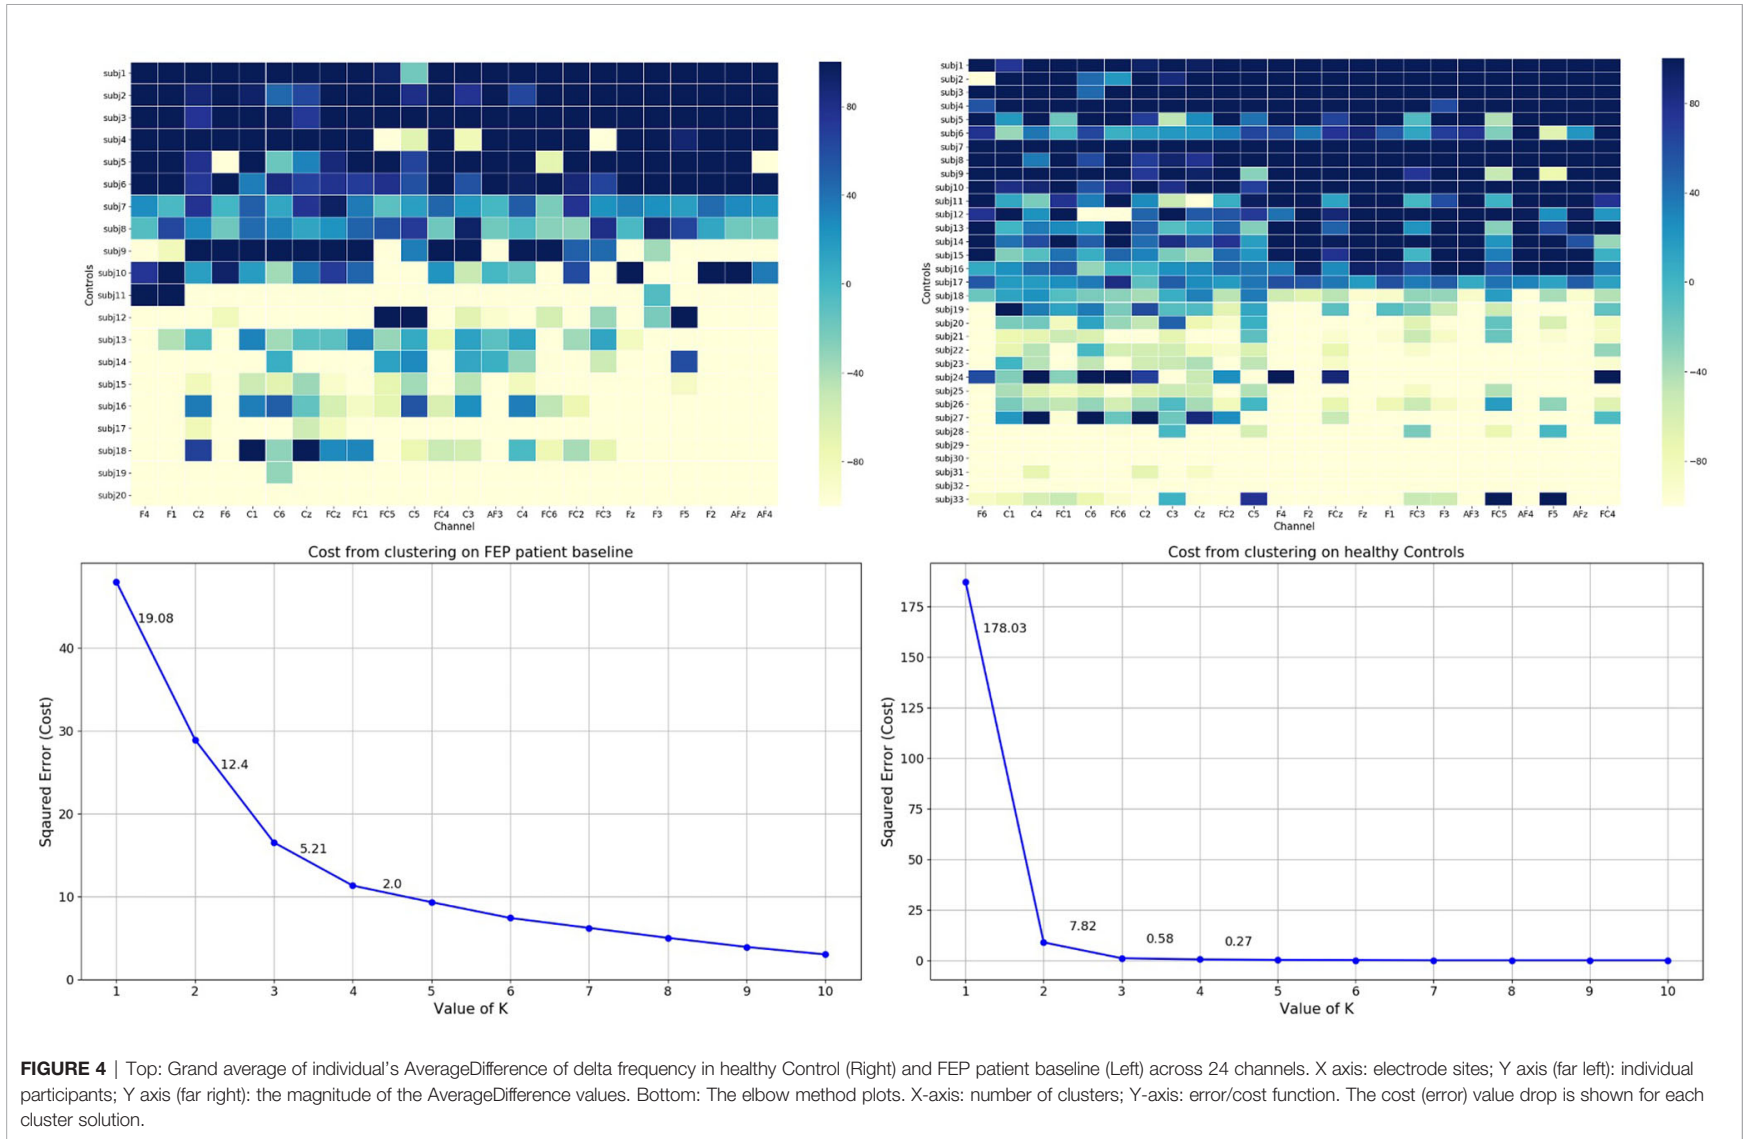 subj1
subj2
subj3
subj4
subj5
subj6
subj7
subj8
subj9
subj10
subj11
subj12
subj13
subj14
subj15
subj16
subj17
subj18
subj19
subj20
Controls
F4 F1 C2 F6 C1 C6 Cz FCz FC1 FC5 C5 FC4 C3 AF3 C4 FC6 FC2 FC3 Fz F3 F5 F2 AFz AF4
Channel
80
40
0
−40
−80
subj1
subj2
subj3
subj4
subj5
subj6
subj7
subj8
subj9
subj10
subj11
subj12
subj13
subj14
subj15
subj16
subj17
subj18
subj19
subj20
subj21
subj22
subj23
subj24
subj25
subj26
subj27
subj28
subj29
subj30
subj31
subj32
subj33
Controls
F6 C1 C4 FC1 C6 FC6 C2 C3 Cz FC2 C5 F4 F2 FCz Fz F1 FC3 F3 AF3 FC5 AF4 F5 AFz FC4
Channel
80
40
0
−40
−80
Cost from clustering on FEP patient baseline
Sqaured Error (Cost)
40
30
20
10
0
19.08
12.4
5.21
2.0
1 2 3 4 5 6 7 8 9 10
Value of K
Cost from clustering on healthy Controls
Sqaured Error (Cost)
175
150
125
100
75
50
25
0
178.03
7.82
0.58
0.27
1 2 3 4 5 6 7 8 9 10
Value of K
FIGURE 4 | Top: Grand average of individual's AverageDifference of delta frequency in healthy Control (Right) and FEP patient baseline (Left) across 24 channels. X axis: electrode sites; Y axis (far left): individual
participants; Y axis (far right): the magnitude of the AverageDifference values. Bottom: The elbow method plots. X-axis: number of clusters; Y-axis: error/cost function. The cost (error) value drop is shown for each
cluster solution.